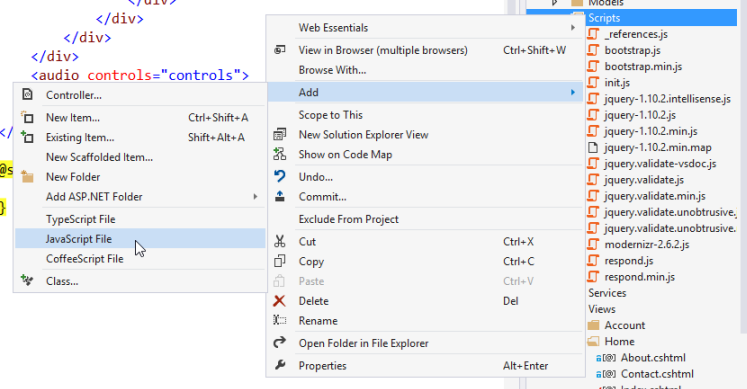 </div>
</div>
</div>
</div>
<audio controls="controls">
</
@s
}
Web Essentials
View in Browser (multiple browsers) Ctrl+Shift+W
Browse With...
Add
Scope to This
New Solution Explorer View
Show on Code Map
Undo...
Commit...
Exclude From Project
Cut Ctrl+X
Copy Ctrl+C
Paste Ctrl+V
Delete Del
Rename
Open Folder in File Explorer
Properties Alt+Enter
Controller...
New Item... Ctrl+Shift+A
Existing Item... Shift+Alt+A
New Scaffolded Item...
New Folder
Add ASP.NET Folder
TypeScript File
JavaScript File
CoffeeScript File
Class...
Models
Scripts
_references.js
bootstrap.js
bootstrap.min.js
init.js
jquery-1.10.2.intellisense.js
jquery-1.10.2.js
jquery-1.10.2.min.js
jquery-1.10.2.min.map
jquery.validate-vsdoc.js
jquery.validate.js
jquery.validate.min.js
jquery.validate.unobtrusive.
jquery.validate.unobtrusive.
modernizr-2.6.2.js
respond.js
respond.min.js
Services
Views
Account
Home
About.cshtml
Contact.cshtml
Index.cshtml